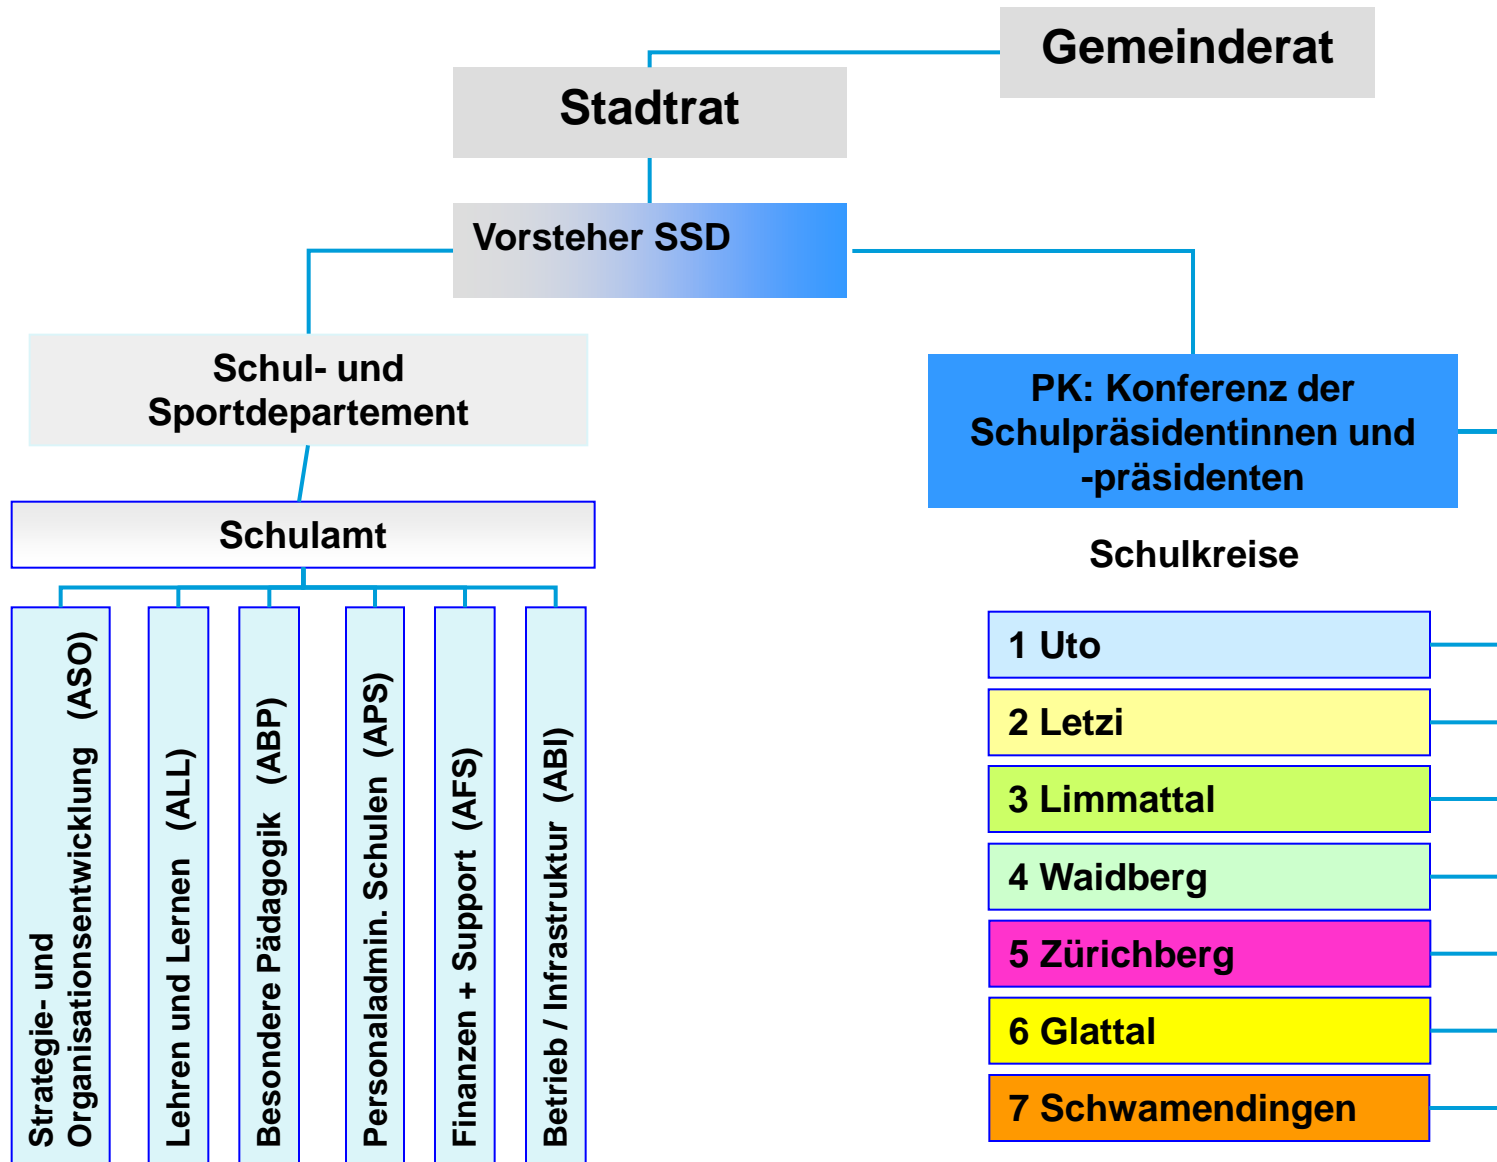 Gemeinderat
Stadtrat
Vorsteher SSD
Schul- und
Sportdepartement
PK: Konferenz der
Schulpräsidentinnen und
-präsidenten
Schulamt
Schulkreise
Strategie- und
Organisationsentwicklung (ASO)
Lehren und Lernen (ALL)
Besondere Pädagogik (ABP)
Personaladmin. Schulen (APS)
Finanzen + Support (AFS)
Betrieb / Infrastruktur (ABI)
1 Uto
2 Letzi
3 Limmattal
4 Waidberg
5 Zürichberg
6 Glattal
7 Schwamendingen